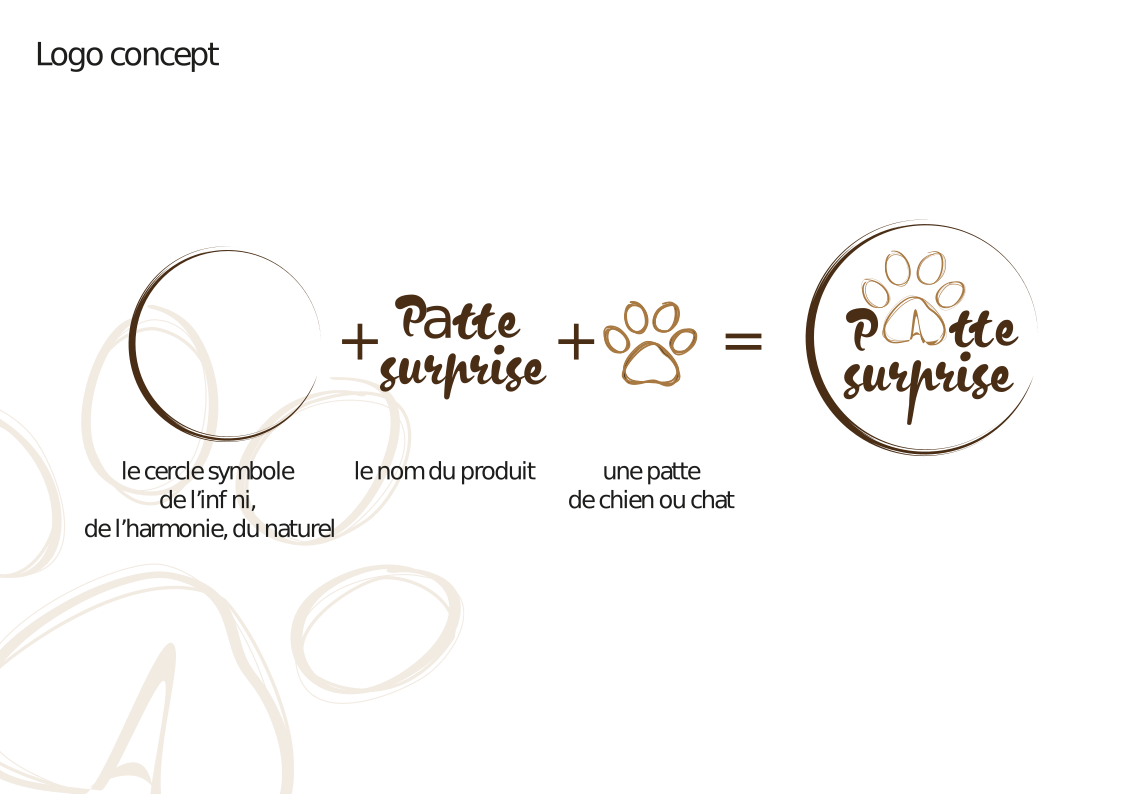 Logo concept
+ Patte + =
surprise
Patte
surprise
le cercle symbole
de l'inf ni,
de l'harmonie, du naturel
le nom du produit
une patte
de chien ou chat